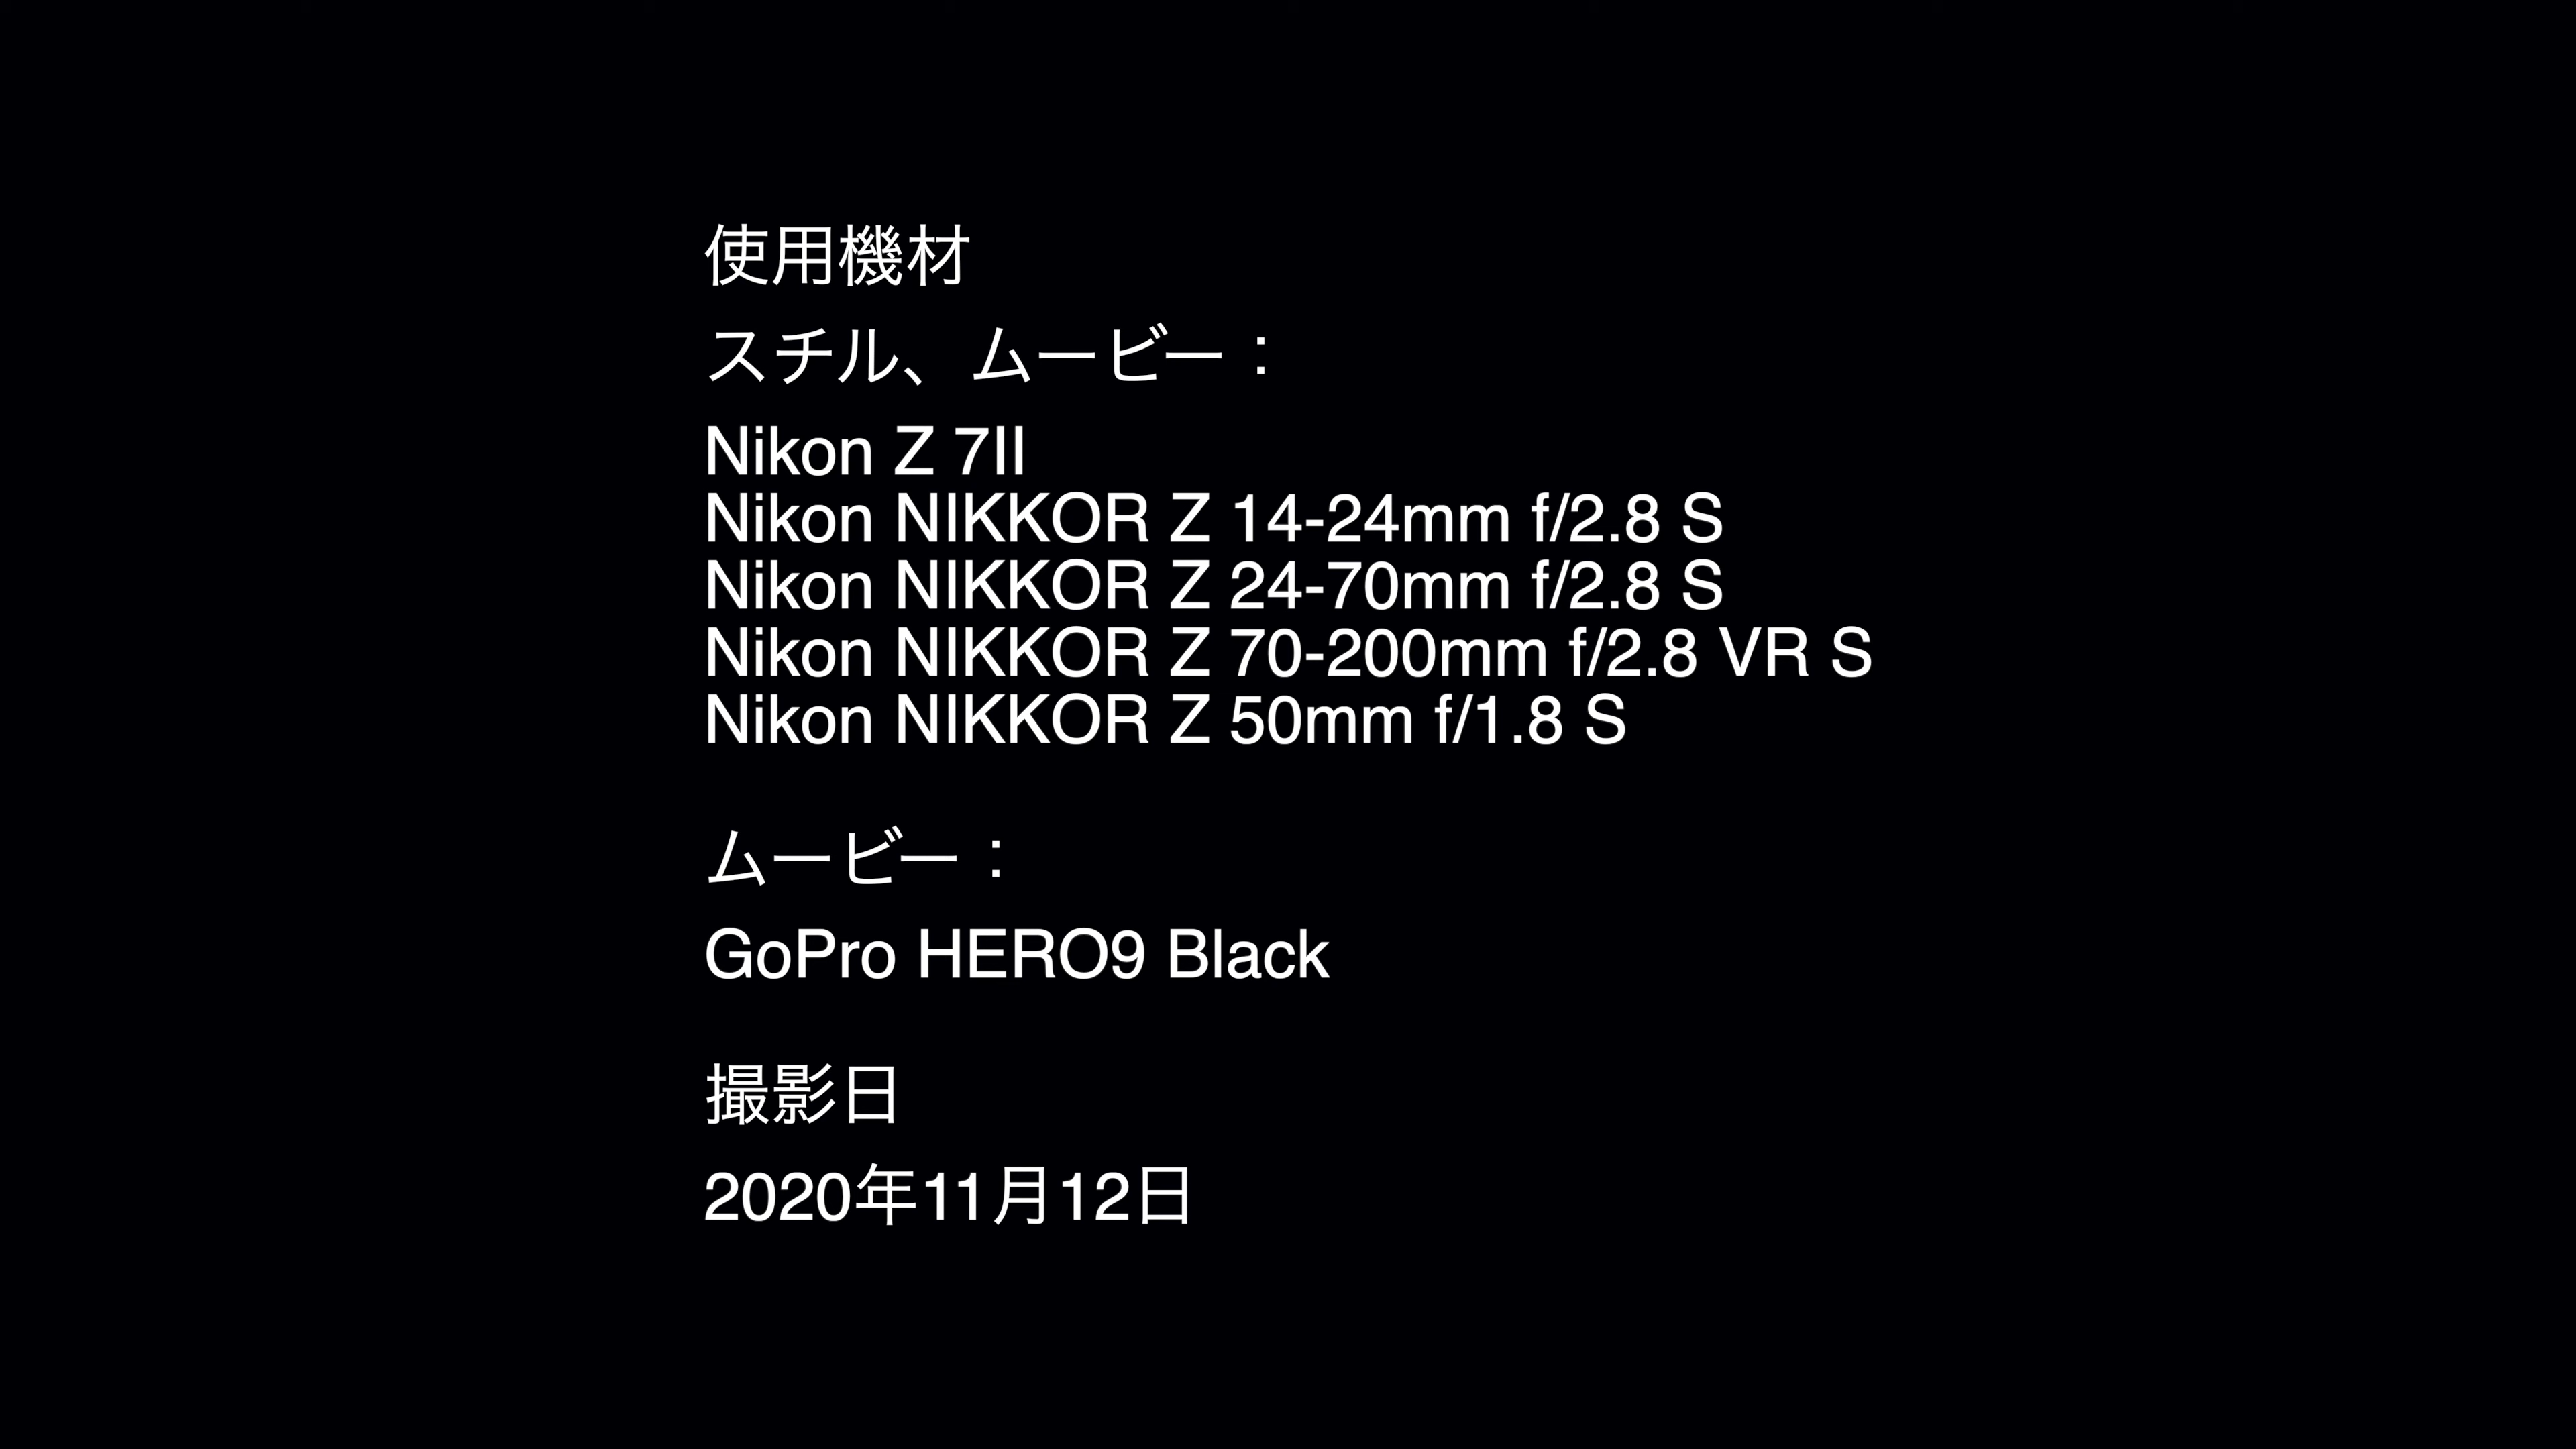 使用機材
スチル、ムービー：
Nikon Z 7II
Nikon NIKKOR Z 14-24mm f/2.8 S
Nikon NIKKOR Z 24-70mm f/2.8 S
Nikon NIKKOR Z 70-200mm f/2.8 VR S
Nikon NIKKOR Z 50mm f/1.8 S
ムービー：
GoPro HERO9 Black
撮影日
2020年11月12日